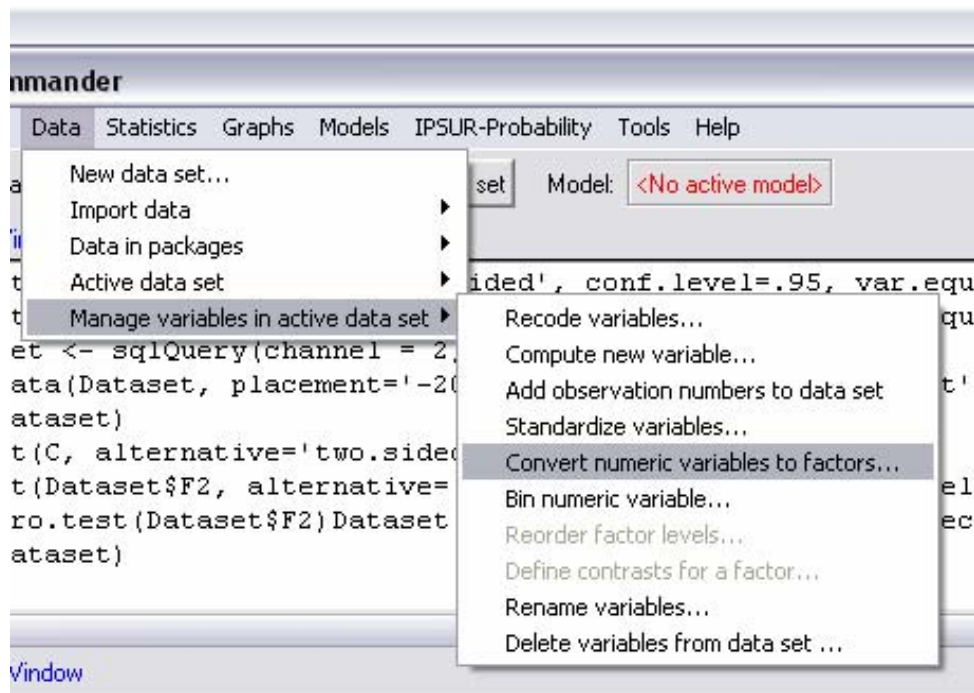 mmander
Data Statistics Graphs Models IPSUR-Probability Tools Help
New data set...
set Model: <No active model>
Import data
Data in packages
Active data set
ided', conf.level=.95, var.equ
Manage variables in active data set
Recode variables...
qu
et <- sqlQuery(channel = 2,
Compute new variable...
ata(Dataset, placement='-20
Add observation numbers to data set
t'
ataset)
Standardize variables...
t(C, alternative='two.sided
Convert numeric variables to factors...
t(Dataset$F2, alternative=
Bin numeric variable...
el
ro.test(Dataset$F2)Dataset
Reorder factor levels...
ec
ataset)
Define contrasts for a factor...
Rename variables...
Delete variables from data set ...
Window